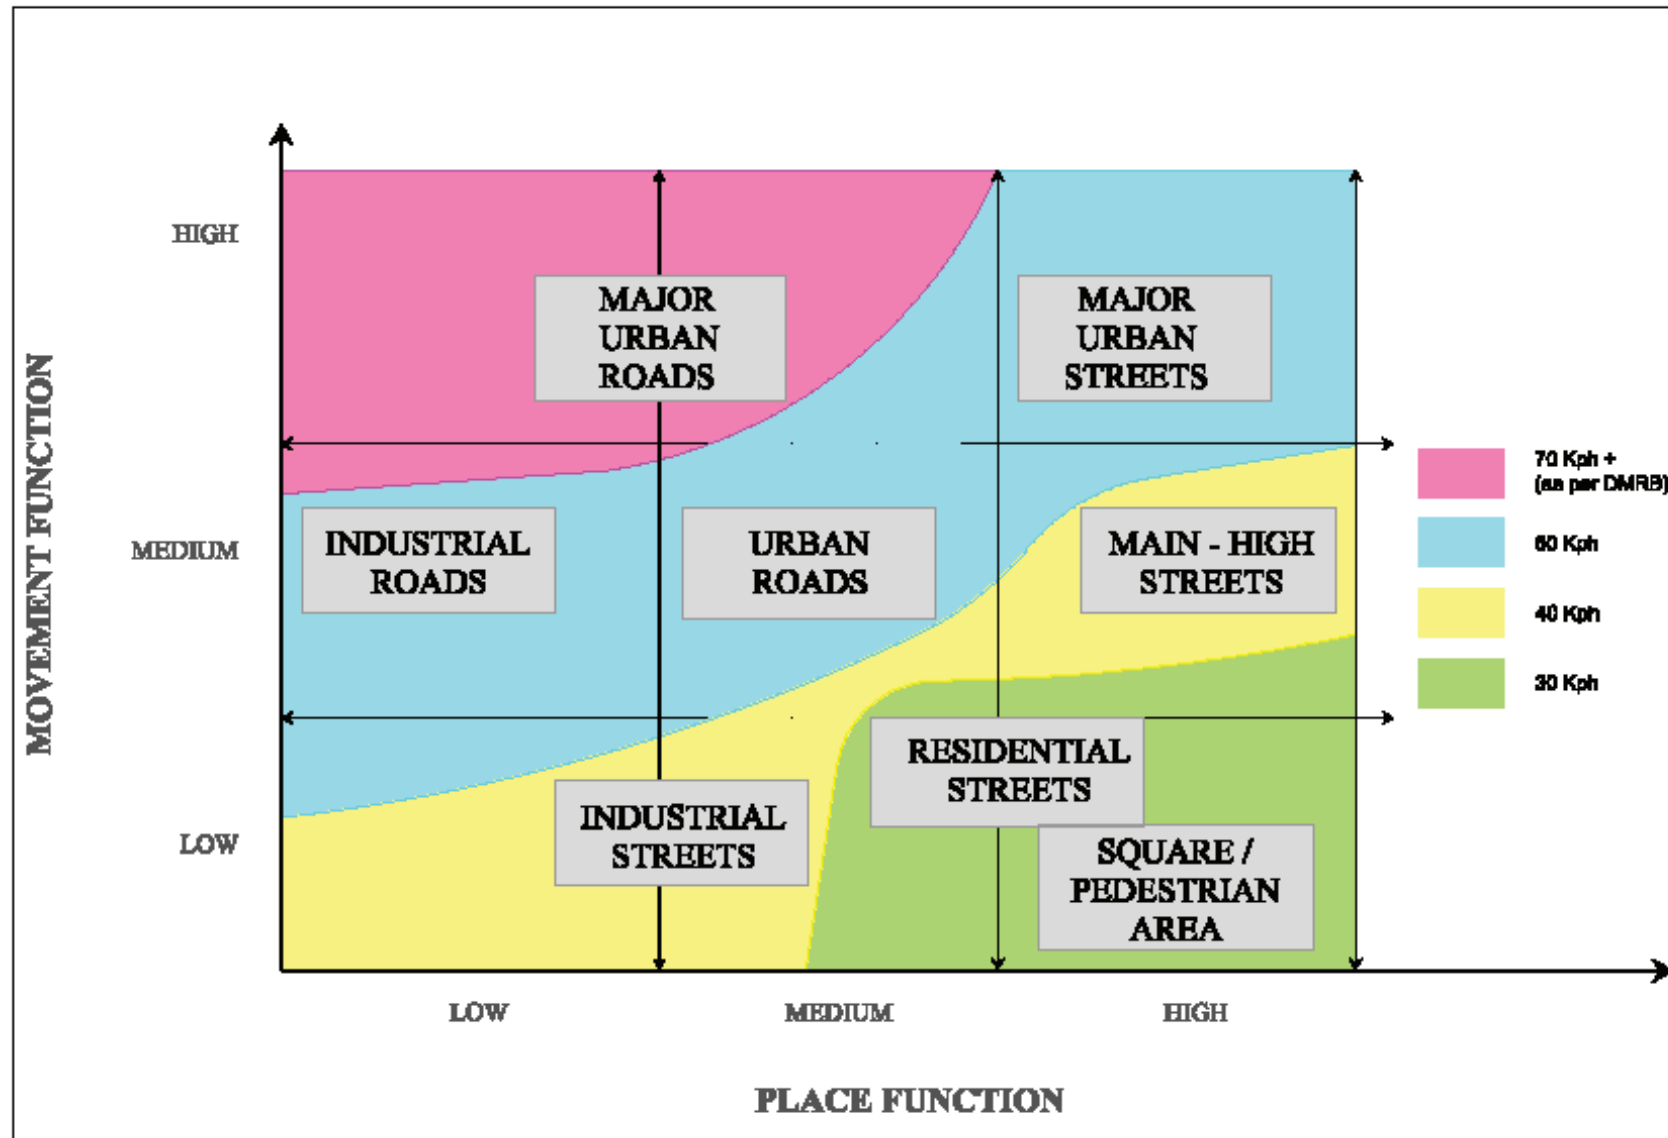 HIGH
MAJOR
URBAN
ROADS
MAJOR
URBAN
STREETS
MOVEMENT FUNCTION
MEDIUM
INDUSTRIAL
ROADS
URBAN
ROADS
MAIN - HIGH
STREETS
70 Kph +
(as per DMRB)
60 Kph
40 Kph
30 Kph
LOW
INDUSTRIAL
STREETS
RESIDENTIAL
STREETS
SQUARE /
PEDESTRIAN
AREA
LOW
MEDIUM
HIGH
PLACE FUNCTION